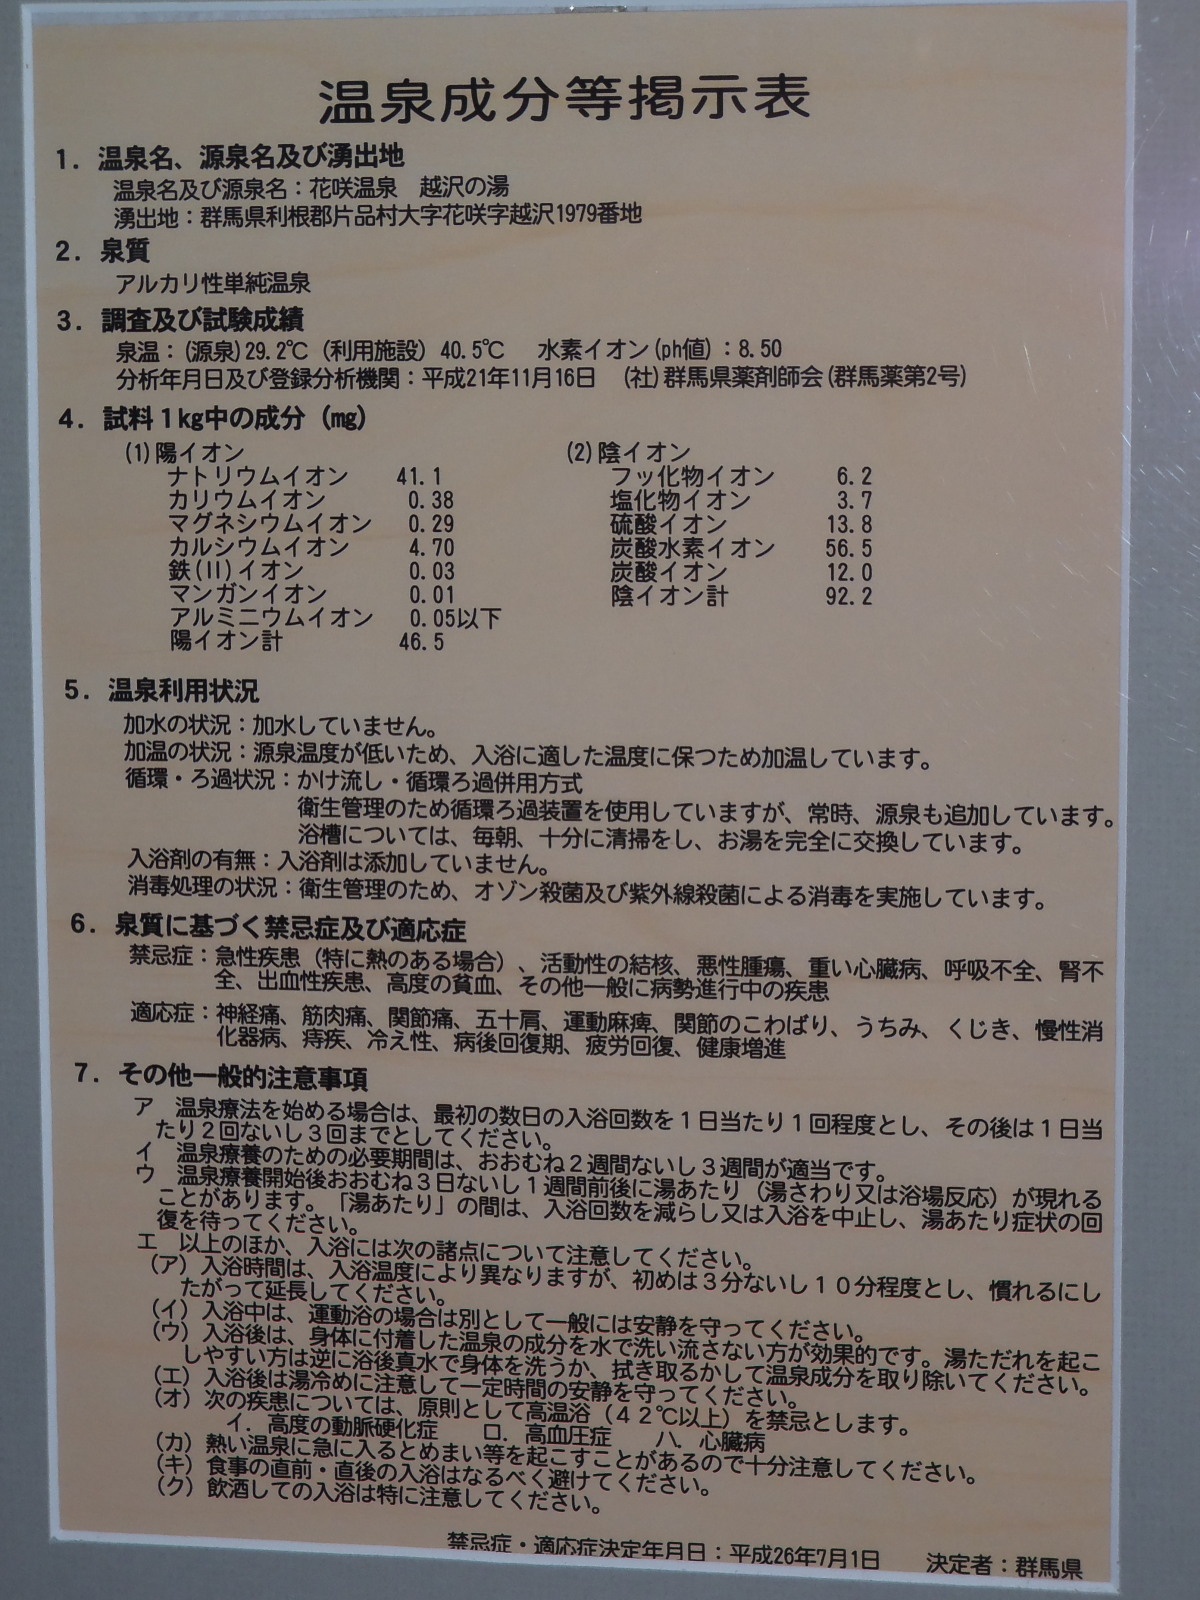 温泉成分等掲示表
1. 温泉名、源泉名及び湧出地
温泉名及び源泉名：花咲温泉　越沢の湯
湧出地：群馬県利根郡片品村大字花咲字越沢1979番地
2. 泉質
アルカリ性単純温泉
3. 調査及び試験成績
泉温：(源泉)29.2℃（利用施設）40.5℃　水素イオン(ph値)：8.50
分析年月日及び登録分析機関：平成21年11月16日　(社)群馬県薬剤師会(群馬薬第2号)
4. 試料1kg中の成分（mg）
(1)陽イオン　(2)陰イオン
ナトリウムイオン　41.1　フッ化物イオン　6.2
カリウムイオン　0.38　塩化物イオン　3.7
マグネシウムイオン　0.29　硫酸イオン　13.8
カルシウムイオン　4.70　炭酸水素イオン　56.5
鉄(II)イオン　0.03　炭酸イオン　12.0
マンガンイオン　0.01　陰イオン計　92.2
アルミニウムイオン　0.05以下
陽イオン計　46.5
5. 温泉利用状況
加水の状況：加水していません。
加温の状況：源泉温度が低いため、入浴に適した温度に保つため加温しています。
循環・ろ過状況：かけ流し・循環ろ過併用方式
衛生管理のため循環ろ過装置を使用していますが、常時、源泉も追加しています。
浴槽については、毎朝、十分に清掃をし、お湯を完全に交換しています。
入浴剤の有無：入浴剤は添加していません。
消毒処理の状況：衛生管理のため、オゾン殺菌及び紫外線殺菌による消毒を実施しています。
6. 泉質に基づく禁忌症及び適応症
禁忌症：急性疾患（特に熱のある場合）、活動性の結核、悪性腫瘍、重い心臓病、呼吸不全、腎不
全、出血性疾患、高度の貧血、その他一般に病勢進行中の疾患
適応症：神経痛、筋肉痛、関節痛、五十肩、運動麻痺、関節のこわばり、うちみ、くじき、慢性消
化器病、痔疾、冷え性、病後回復期、疲労回復、健康増進
7. その他一般的注意事項
ア　温泉療法を始める場合は、最初の数日の入浴回数を１日当たり１回程度とし、その後は１日当
たり２回ないし３回までとしてください。
イ　温泉療養のための必要期間は、おおむね２週間ないし３週間が適当です。
ウ　温泉療養開始後おおむね３日ないし１週間前後に湯あたり（湯さわり又は浴場反応）が現れる
ことがあります。「湯あたり」の間は、入浴回数を減らし又は入浴を中止し、湯あたり症状の回
復を待ってください。
エ　以上のほか、入浴には次の諸点について注意してください。
（ア）入浴時間は、入浴温度により異なりますが、初めは３分ないし１０分程度とし、慣れるにし
たがって延長してください。
（イ）入浴中は、運動浴の場合は別として一般には安静を守ってください。
（ウ）入浴後は、身体に付着した温泉の成分を水で洗い流さない方が効果的です。湯ただれを起こ
しやすい方は逆に浴後真水で身体を洗うか、拭き取るかして温泉成分を取り除いてください。
（エ）入浴後は湯冷めに注意して一定時間の安静を守ってください。
（オ）次の疾患については、原則として高温浴（４２℃以上）を禁忌とします。
イ．高度の動脈硬化症　ロ．高血圧症　ハ．心臓病
（カ）熱い温泉に急に入るとめまい等を起こすことがあるので十分注意してください。
（キ）食事の直前・直後の入浴はなるべく避けてください。
（ク）飲酒しての入浴は特に注意してください。
禁忌症・適応症決定年月日：平成26年7月1日　決定者：群馬県